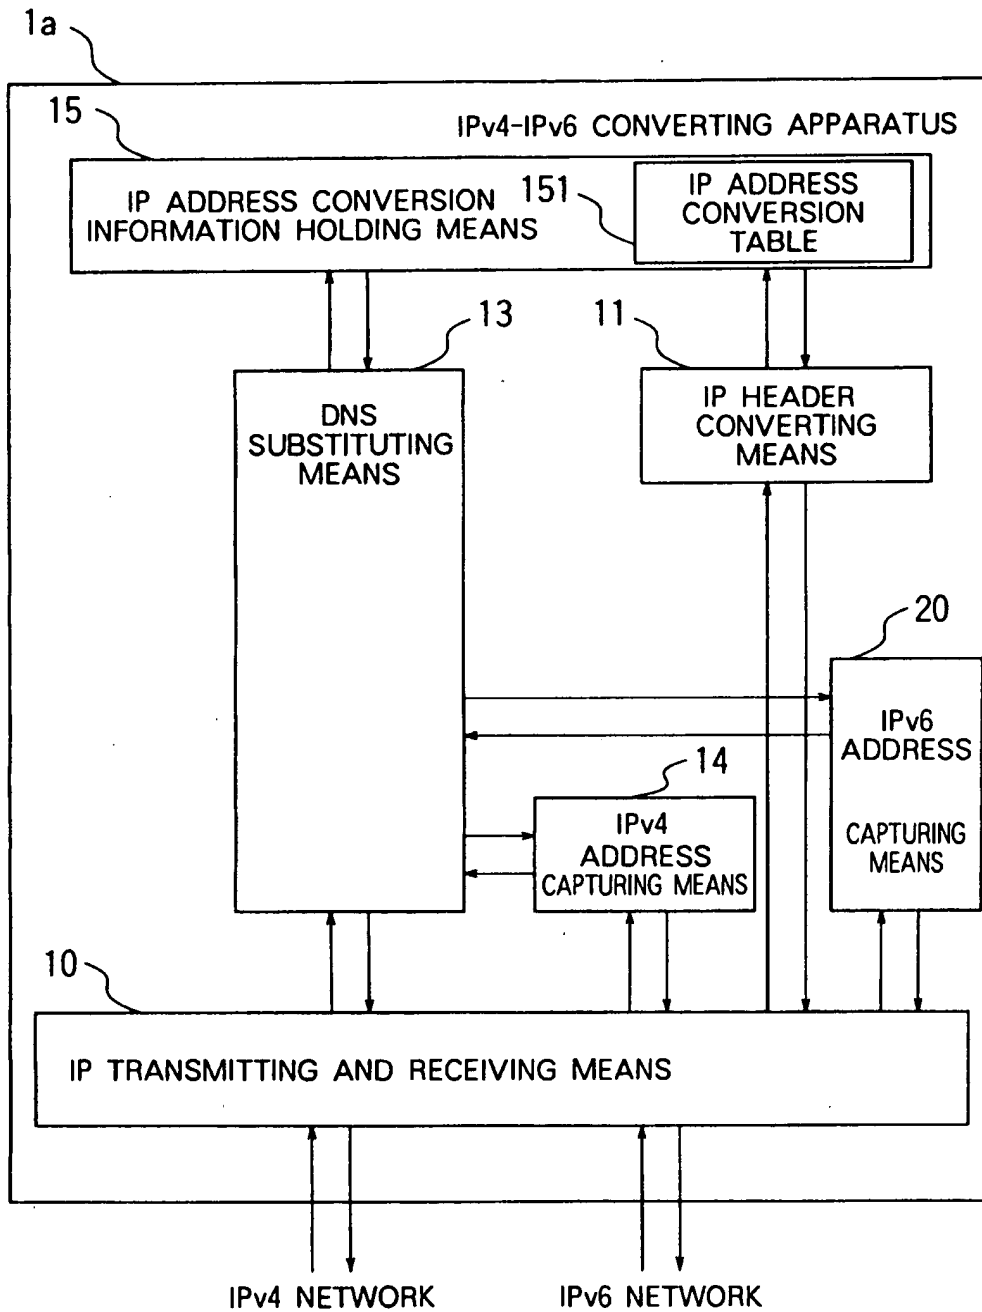 1a
15
IPv4-IPv6 CONVERTING APPARATUS
IP ADDRESS CONVERSION
INFORMATION HOLDING MEANS
151
IP ADDRESS
CONVERSION
TABLE
13
11
DNS
SUBSTITUTING
MEANS
IP HEADER
CONVERTING
MEANS
20
IPv6
ADDRESS
CAPTURING
MEANS
14
IPv4
ADDRESS
CAPTURING MEANS
10
IP TRANSMITTING AND RECEIVING MEANS
IPv4 NETWORK
IPv6 NETWORK